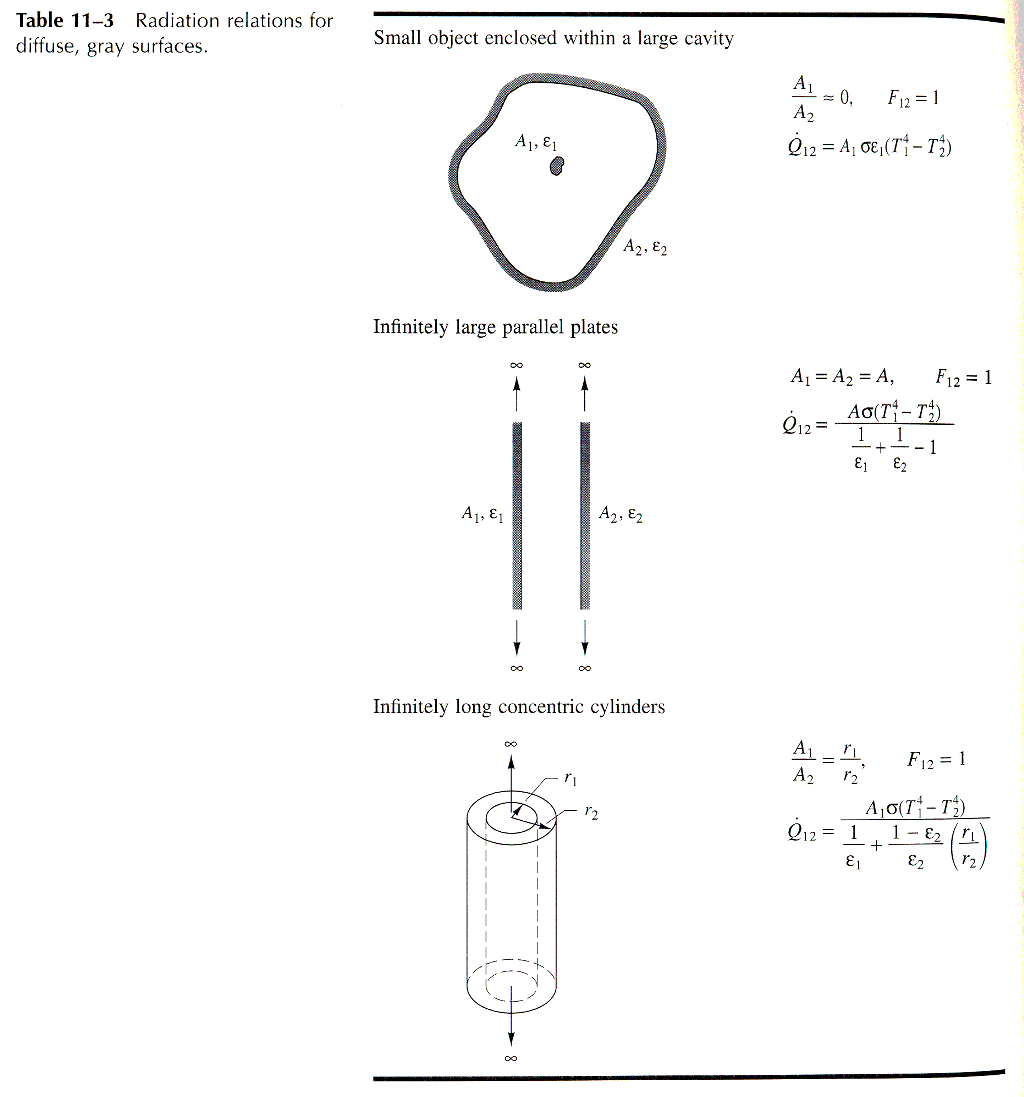 Table 11–3 Radiation relations for
diffuse, gray surfaces.
Small object enclosed within a large cavity
A₁, ε₁
A₂, ε₂
A₁/A₂ ≈ 0, F₁₂ = 1
Q̇₁₂ = A₁ σε₁(T₁⁴ – T₂⁴)
Infinitely large parallel plates
∞ ∞
A₁, ε₁ A₂, ε₂
∞ ∞
A₁ = A₂ = A, F₁₂ = 1
Q̇₁₂ = Aσ(T₁⁴ – T₂⁴) / (1/ε₁ + 1/ε₂ – 1)
Infinitely long concentric cylinders
∞
r₁
r₂
∞
A₁/A₂ = r₁/r₂, F₁₂ = 1
Q̇₁₂ = A₁σ(T₁⁴ – T₂⁴) / (1/ε₁ + (1 – ε₂)/ε₂ (r₁/r₂))